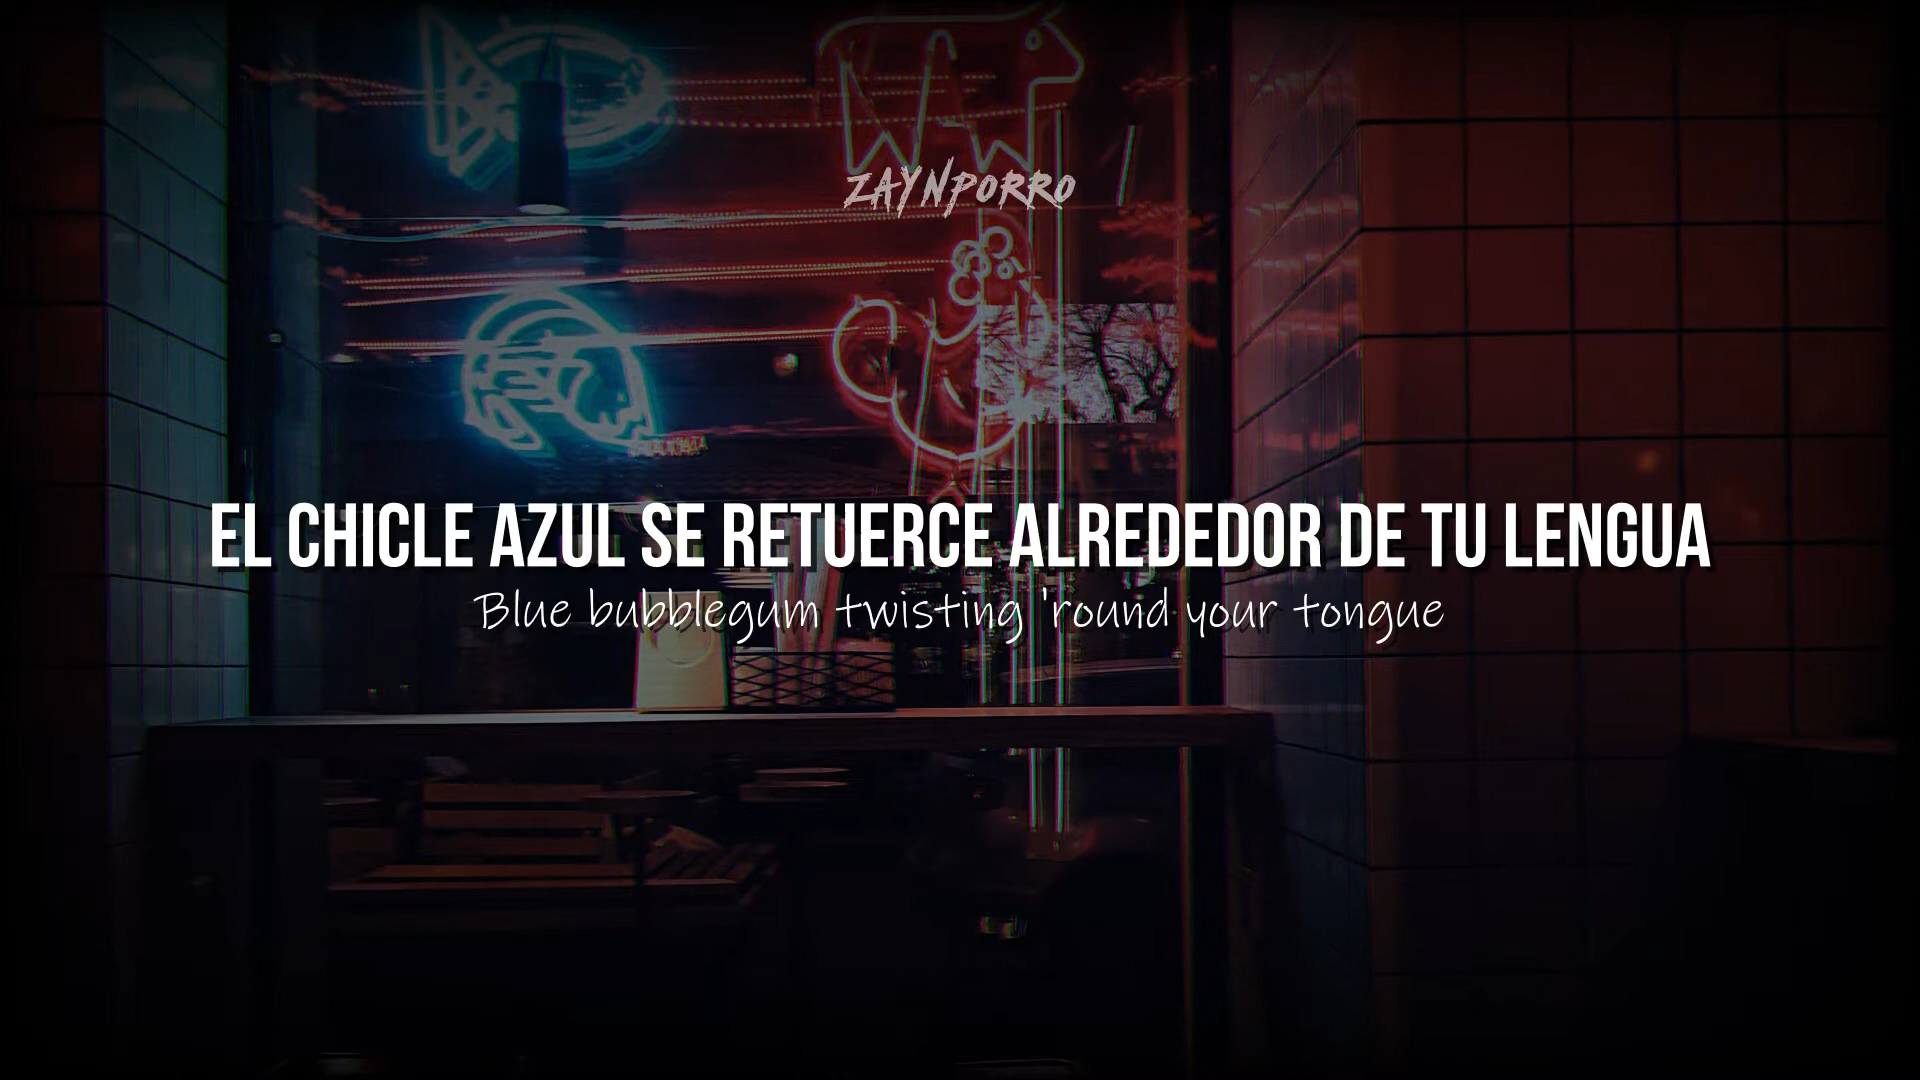 ZAYNPORRO
EL CHICLE AZUL SE RETUERCE ALREDEDOR DE TU LENGUA
Blue bubblegum twisting 'round your tongue